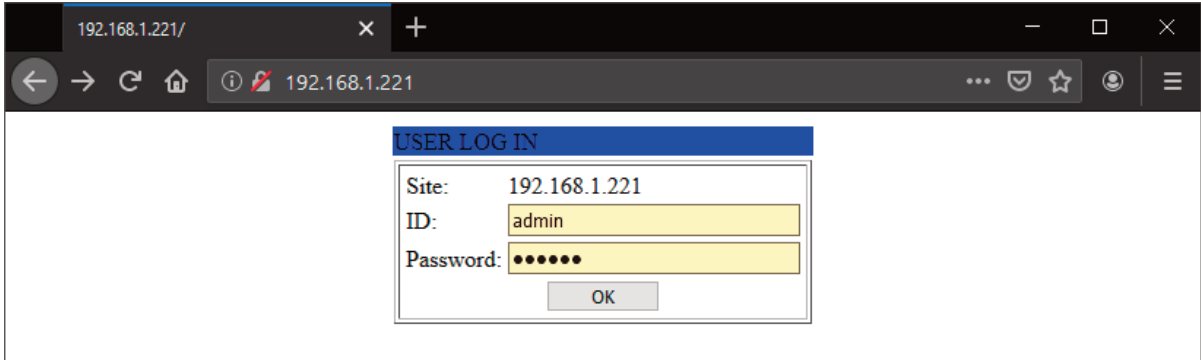 192.168.1.221/
192.168.1.221
USER LOG IN
Site: 192.168.1.221
ID: admin
Password: ●●●●●●
OK